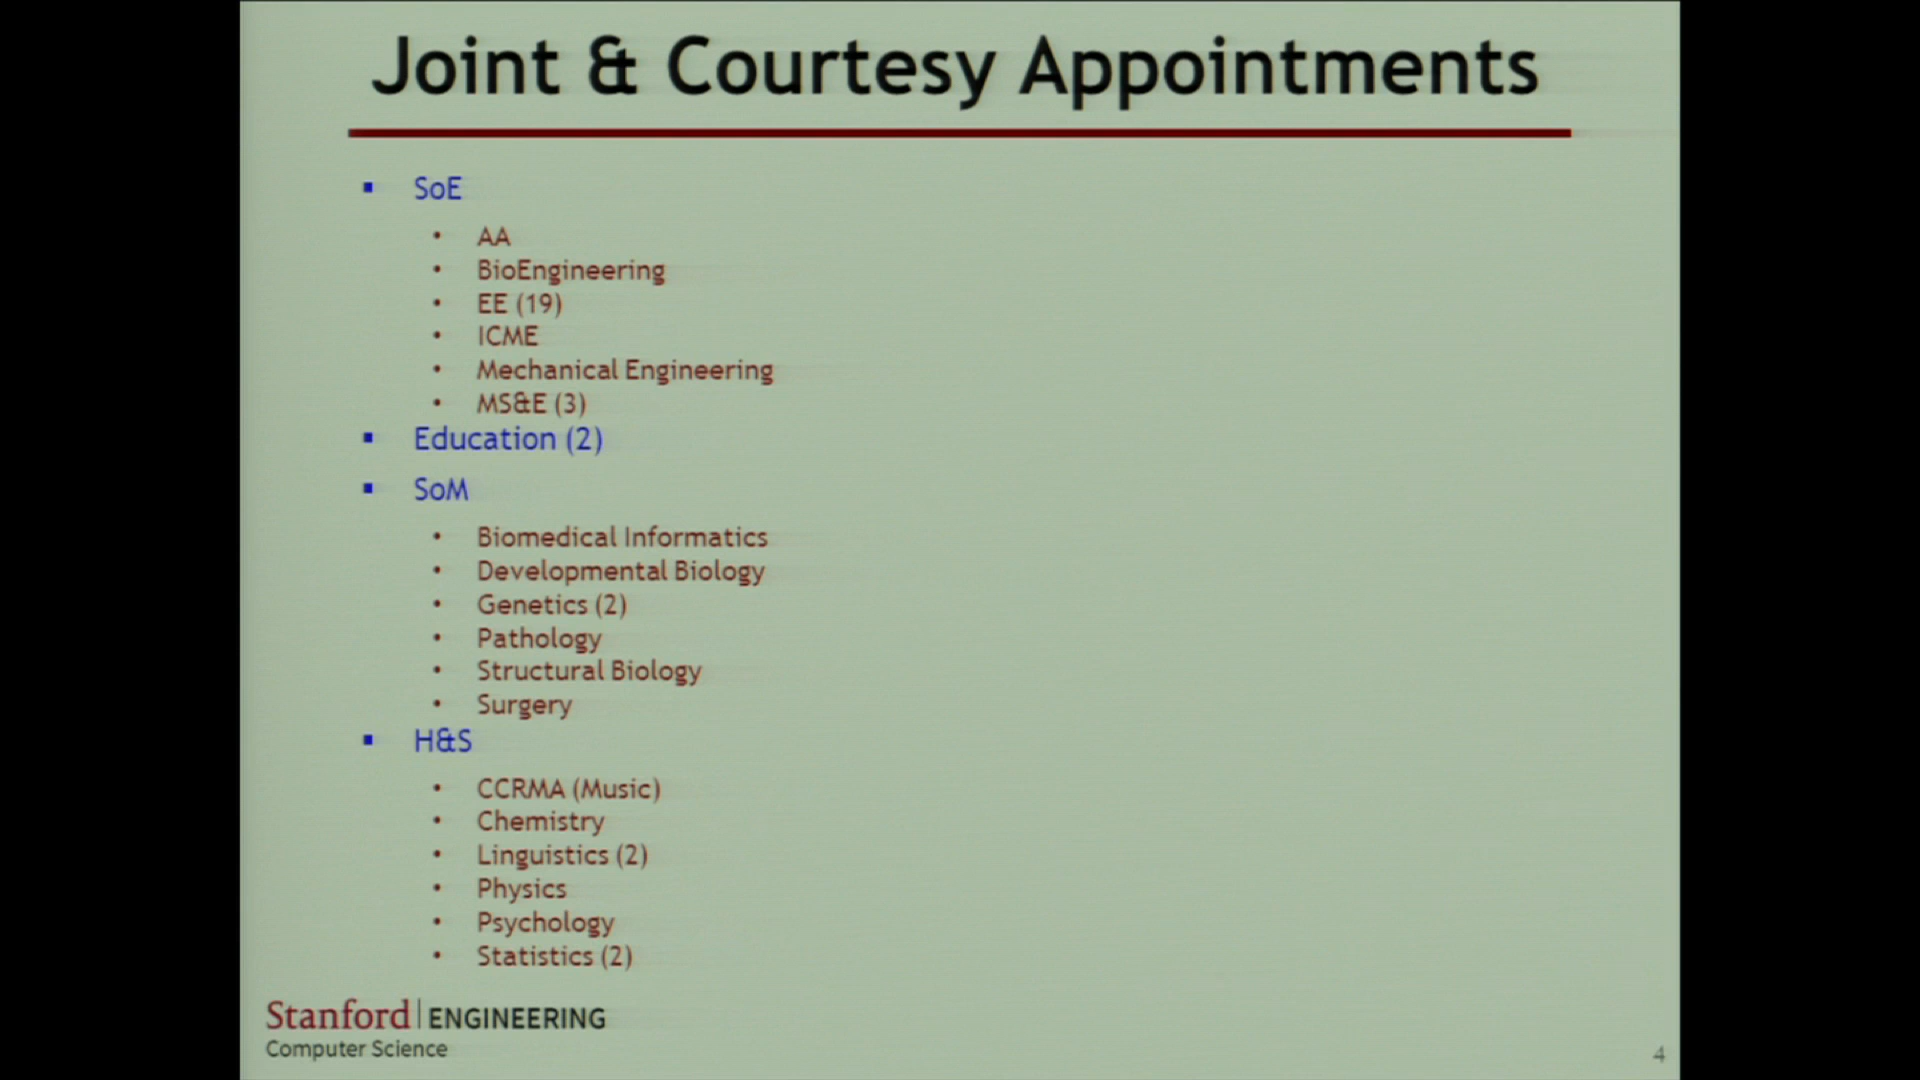 Joint & Courtesy Appointments
SoE
AA
BioEngineering
EE (19)
ICME
Mechanical Engineering
MS&E (3)
Education (2)
SoM
Biomedical Informatics
Developmental Biology
Genetics (2)
Pathology
Structural Biology
Surgery
H&S
CCRMA (Music)
Chemistry
Linguistics (2)
Physics
Psychology
Statistics (2)
Stanford | ENGINEERING
Computer Science
4